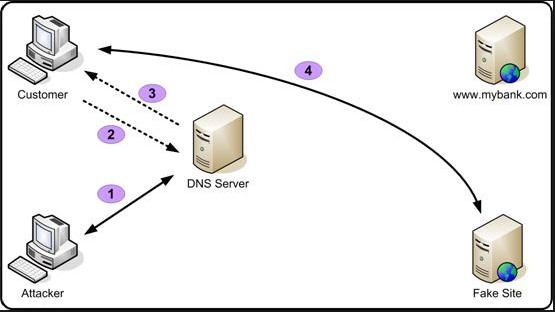 4
Customer
www.mybank.com
3
2
DNS Server
1
Attacker
Fake Site